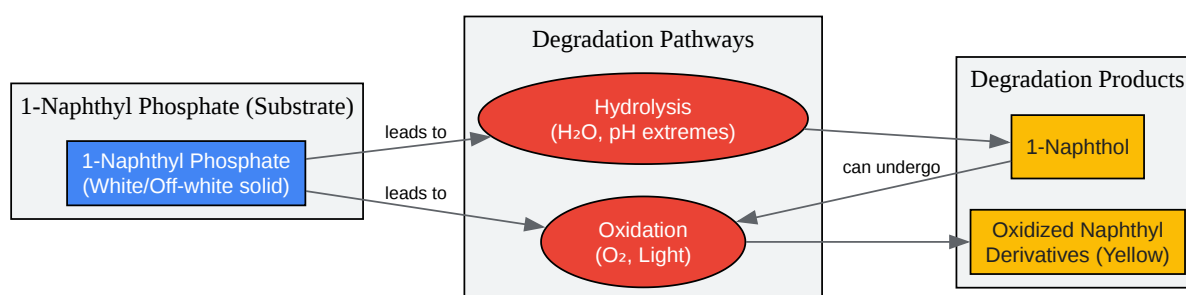 1-Naphthyl Phosphate (Substrate)
1-Naphthyl Phosphate
(White/Off-white solid)
leads to
leads to
Degradation Pathways
Hydrolysis
(H₂O, pH extremes)
can undergo
Oxidation
(O₂, Light)
Degradation Products
1-Naphthol
Oxidized Naphthyl
Derivatives (Yellow)